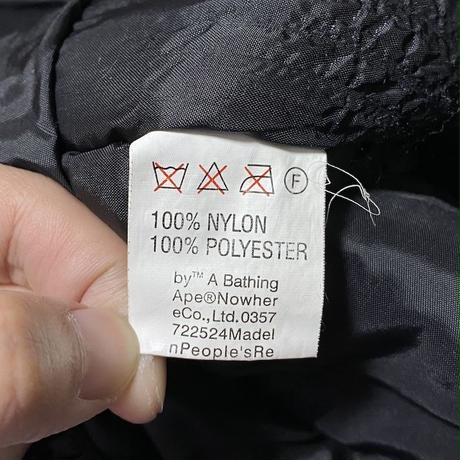 F
100% NYLON
100% POLYESTER
by™ A Bathing
Ape®Nowher
eCo.,Ltd.0357
722524MadeI
nPeople'sRe